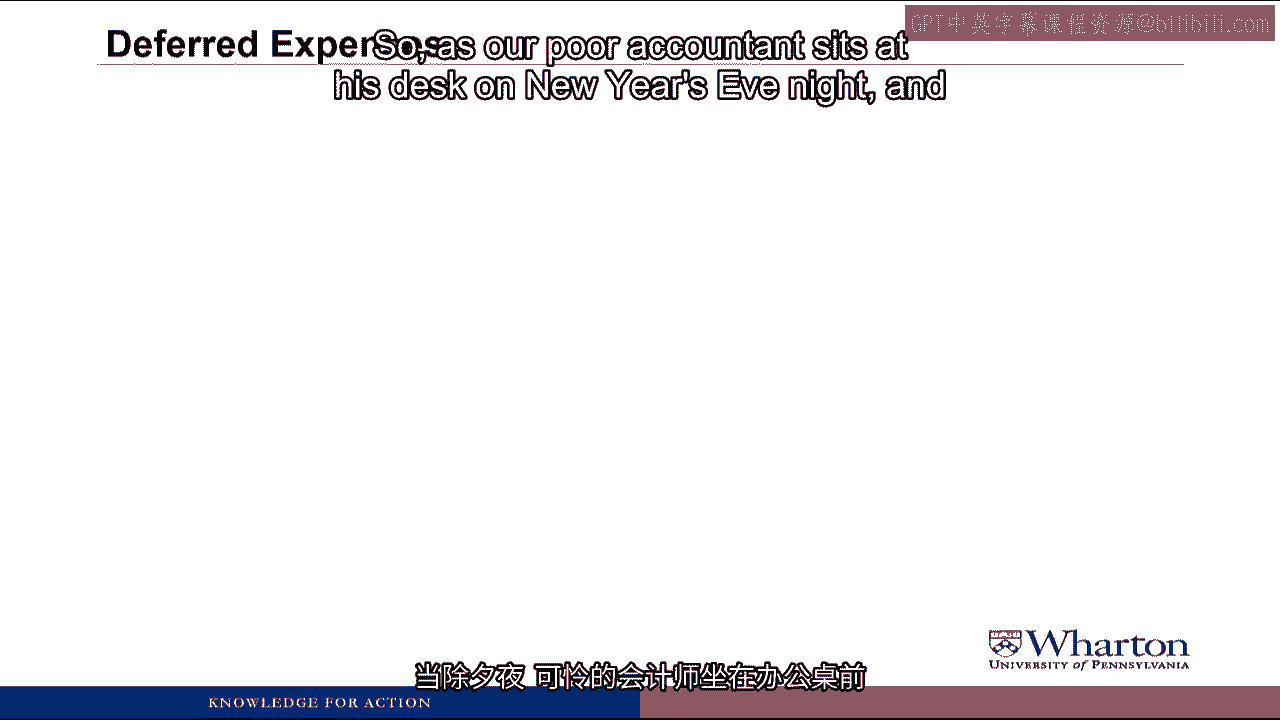 GPT中英字幕课程资源@bilibili.com
Deferred Expenses
So, as our poor accountant sits at
his desk on New Year's Eve night, and
Wharton
UNIVERSITY of PENNSYLVANIA
当除夕夜 可怜的会计师坐在办公桌前
KNOWLEDGE FOR ACTION